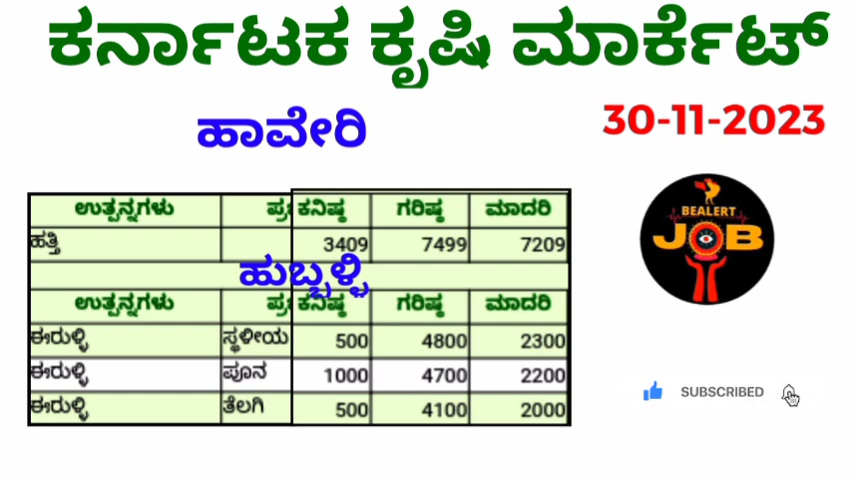 ಕರ್ನಾಟಕ ಕೃಷಿ ಮಾರ್ಕೆಟ್
ಹಾವೇರಿ
30-11-2023
ಉತ್ಪನ್ನಗಳು ಕನಿಷ್ಠ ಗರಿಷ್ಠ ಮಾದರಿ
ಹತ್ತಿ 3409 7499 7209
ಹುಬ್ಬಳ್ಳಿ
ಉತ್ಪನ್ನಗಳು ಕನಿಷ್ಠ ಗರಿಷ್ಠ ಮಾದರಿ
ಈರುಳ್ಳಿ ಸ್ಥಳೀಯ 500 4800 2300
ಈರುಳ್ಳಿ ಪೂನ 1000 4700 2200
ಈರುಳ್ಳಿ ತೆಲಗಿ 500 4100 2000
BEALERT
JOB
SUBSCRIBED